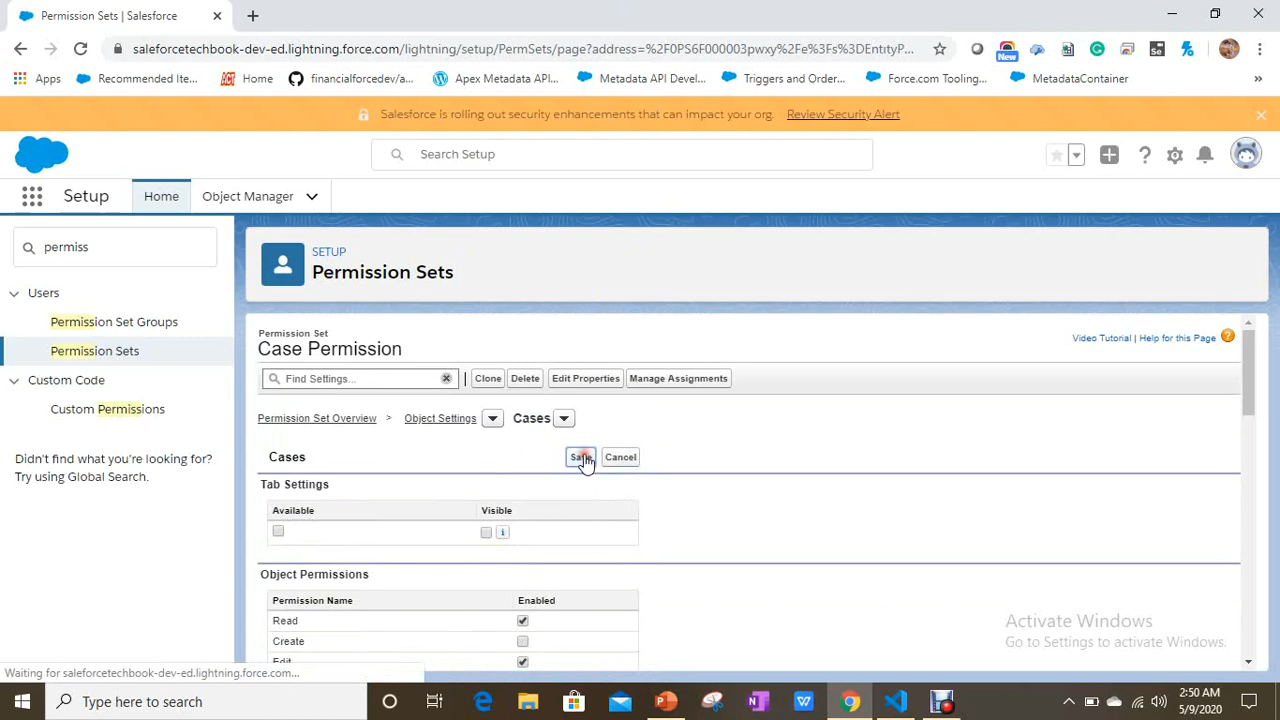 Permission Sets | Salesforce
saleforcetechbook-dev-ed.lightning.force.com/lightning/setup/PermSets/page?address=%2F0PS6F000003pwxy%2Fe%3Fs%3DEntityP...
New
Se
Apps Recommended Ite... Home financialforcedev/a... Apex Metadata API... Metadata API Devel... Triggers and Order... Force.com Tooling... MetadataContainer »
Salesforce is rolling out security enhancements that can impact your org. Review Security Alert
Search Setup
Setup Home Object Manager
permiss
Users
Permission Set Groups
Permission Sets
Custom Code
Custom Permissions
Didn't find what you're looking for?
Try using Global Search.
SETUP
Permission Sets
Permission Set
Case Permission
Video Tutorial | Help for this Page
Find Settings... Clone Delete Edit Properties Manage Assignments
Permission Set Overview > Object Settings Cases
Cases Cancel
Tab Settings
Available Visible
Object Permissions
Permission Name Enabled
Read
Create
Edit
Activate Windows
Go to Settings to activate Windows.
Waiting for saleforcetechbook-dev-ed.lightning.force.com...
Type here to search
2:50 AM
5/9/2020